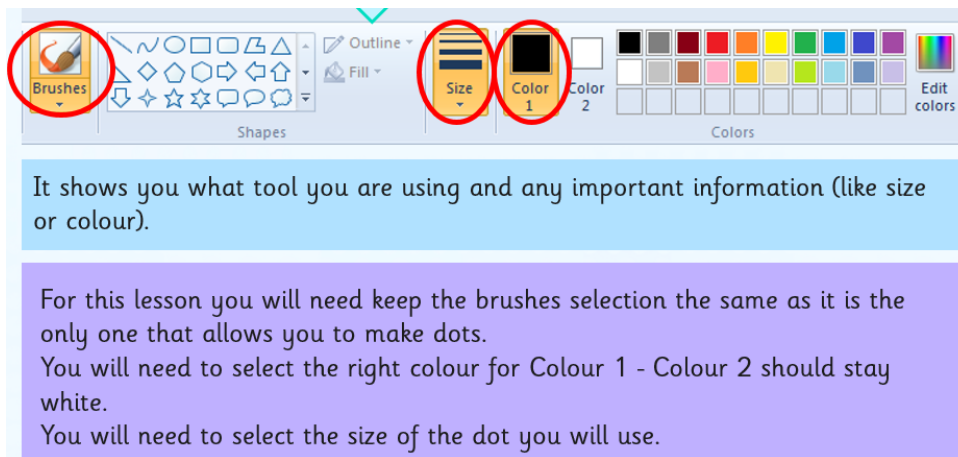 Outline
Fill
Brushes
Size
Color
1
Color
2
Edit
colors
Shapes
Colors
It shows you what tool you are using and any important information (like size
or colour).
For this lesson you will need keep the brushes selection the same as it is the
only one that allows you to make dots.
You will need to select the right colour for Colour 1 - Colour 2 should stay
white.
You will need to select the size of the dot you will use.